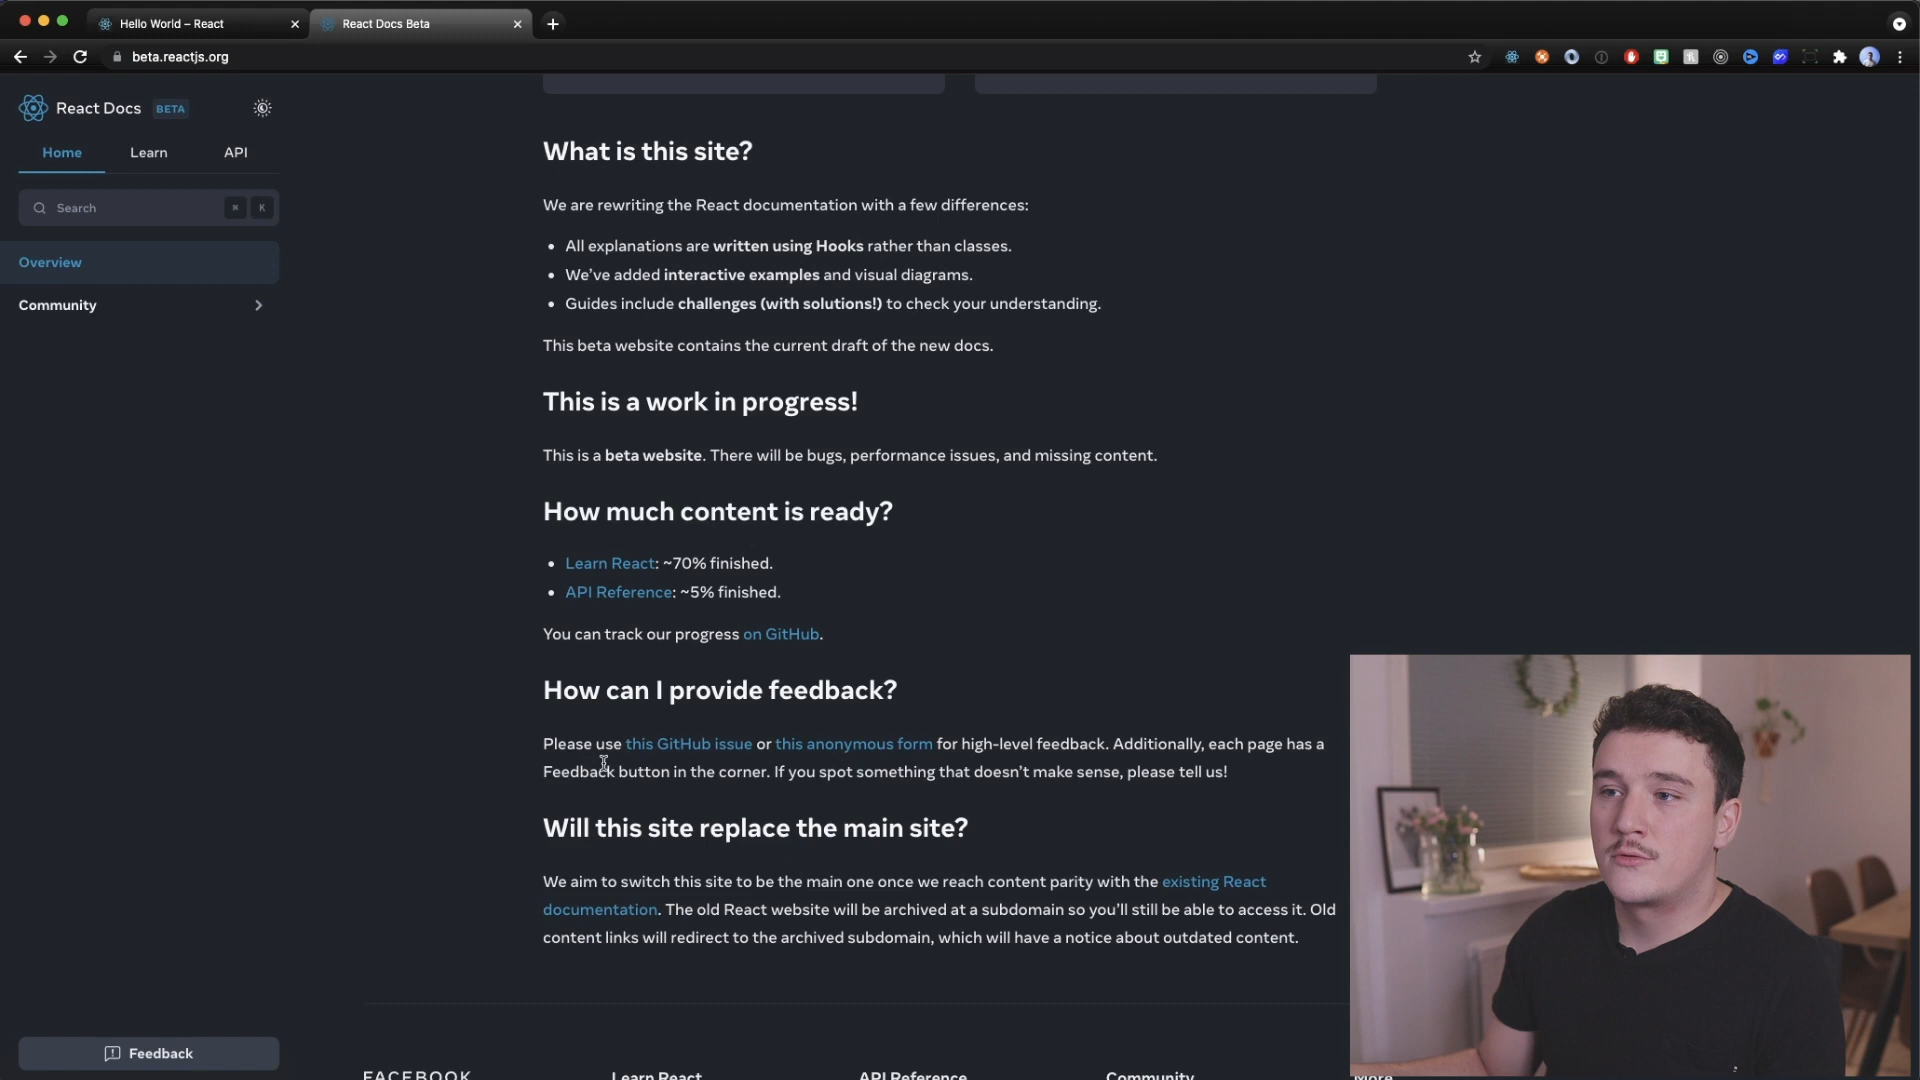 Hello World – React
React Docs Beta
beta.reactjs.org
React Docs BETA
Home Learn API
Search ⌘ K
Overview
Community
Feedback
What is this site?
We are rewriting the React documentation with a few differences:
• All explanations are written using Hooks rather than classes.
• We’ve added interactive examples and visual diagrams.
• Guides include challenges (with solutions!) to check your understanding.
This beta website contains the current draft of the new docs.
This is a work in progress!
This is a beta website. There will be bugs, performance issues, and missing content.
How much content is ready?
• Learn React: ~70% finished.
• API Reference: ~5% finished.
You can track our progress on GitHub.
How can I provide feedback?
Please use this GitHub issue or this anonymous form for high-level feedback. Additionally, each page has a
Feedback button in the corner. If you spot something that doesn’t make sense, please tell us!
Will this site replace the main site?
We aim to switch this site to be the main one once we reach content parity with the existing React
documentation. The old React website will be archived at a subdomain so you’ll still be able to access it. Old
content links will redirect to the archived subdomain, which will have a notice about outdated content.
FACEBOOK Learn React API Reference Community More